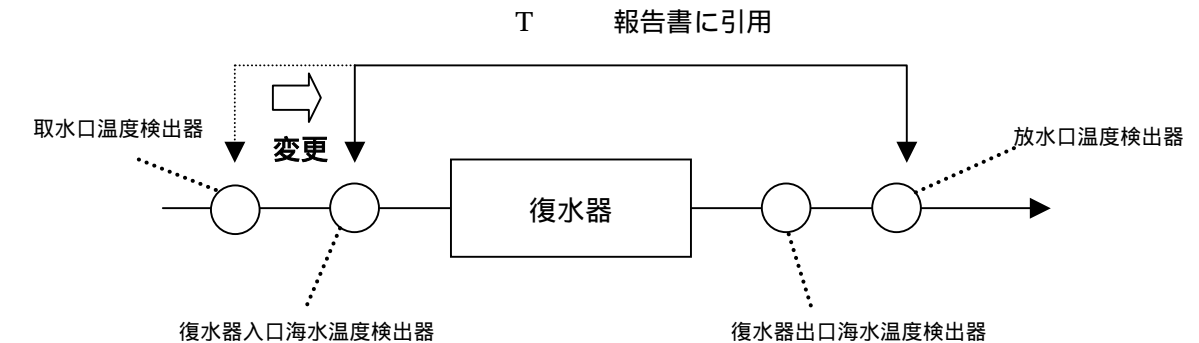 T 報告書に引用
取水口温度検出器
変更
放水口温度検出器
復水器
復水器入口海水温度検出器
復水器出口海水温度検出器